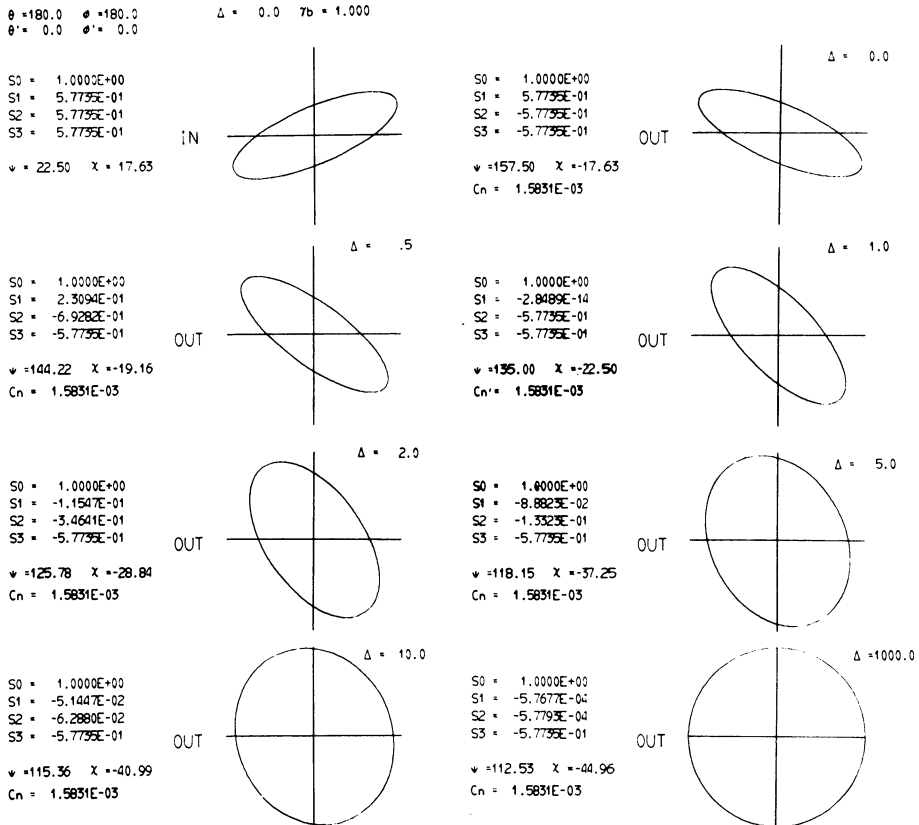 θ =180.0 ø =180.0 Δ = 0.0 7b = 1.000
θ'= 0.0 ø'= 0.0
S0 = 1.0000E+00
S1 = 5.7735E-01
S2 = 5.7735E-01
S3 = 5.7735E-01
ψ = 22.50 χ = 17.63
IN
Δ = 0.0
S0 = 1.0000E+00
S1 = 5.7735E-01
S2 = -5.7735E-01
S3 = -5.7735E-01
ψ =157.50 χ =-17.63
Cn = 1.5831E-03
OUT
Δ = .5
S0 = 1.0000E+00
S1 = 2.3094E-01
S2 = -6.9282E-01
S3 = -5.7735E-01
ψ =144.22 χ =-19.16
Cn = 1.5831E-03
OUT
Δ = 1.0
S0 = 1.0000E+00
S1 = -2.8489E-14
S2 = -5.7735E-01
S3 = -5.7735E-01
ψ =135.00 χ =-22.50
Cn'= 1.5831E-03
OUT
Δ = 2.0
S0 = 1.0000E+00
S1 = -1.1547E-01
S2 = -3.4641E-01
S3 = -5.7735E-01
ψ =125.78 χ =-28.84
Cn = 1.5831E-03
OUT
Δ = 5.0
S0 = 1.0000E+00
S1 = -8.8823E-02
S2 = -1.3323E-01
S3 = -5.7735E-01
ψ =118.15 χ =-37.25
Cn = 1.5831E-03
OUT
Δ = 10.0
S0 = 1.0000E+00
S1 = -5.1447E-02
S2 = -6.2880E-02
S3 = -5.7735E-01
ψ =115.36 χ =-40.99
Cn = 1.5831E-03
OUT
Δ =1000.0
S0 = 1.0000E+00
S1 = -5.7677E-04
S2 = -5.7793E-04
S3 = -5.7735E-01
ψ =112.53 χ =-44.96
Cn = 1.5831E-03
OUT